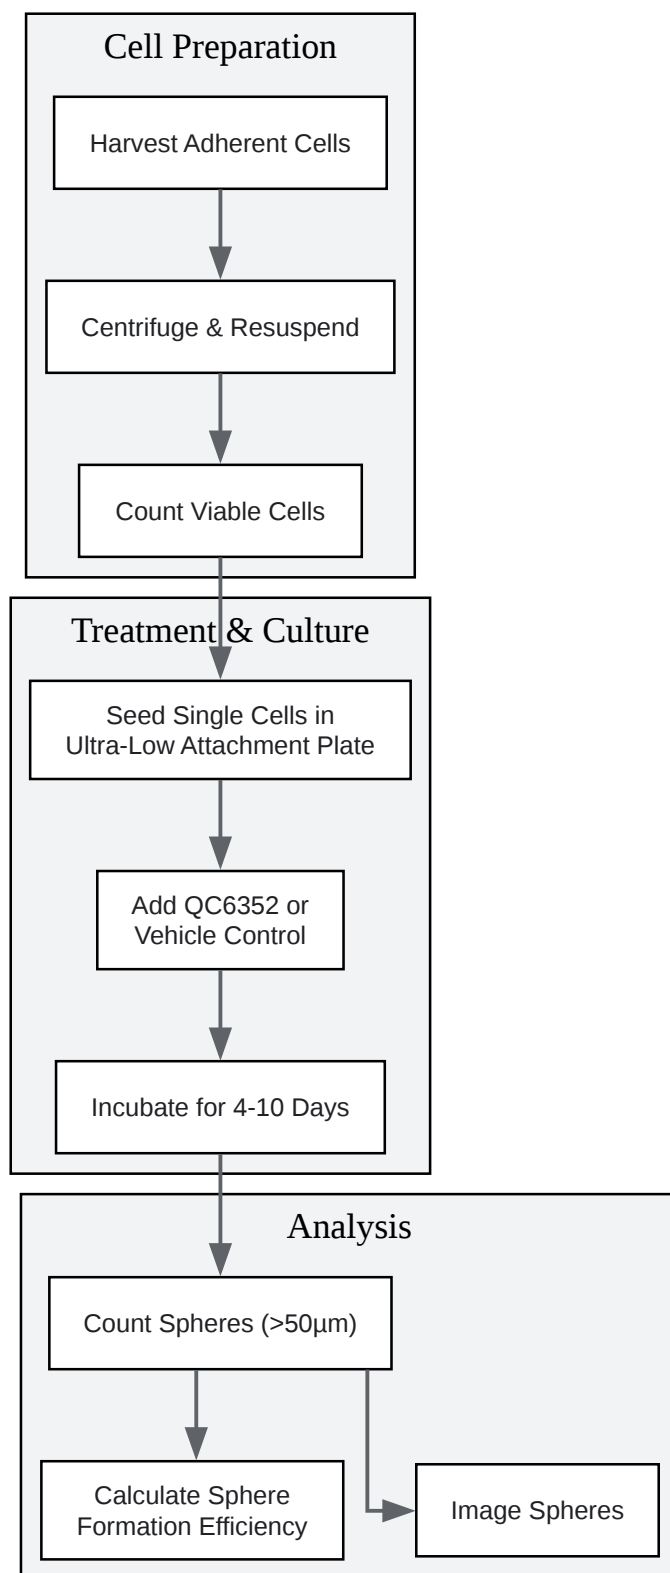 Cell Preparation
Harvest Adherent Cells
Centrifuge & Resuspend
Count Viable Cells
Treatment & Culture
Seed Single Cells in
Ultra-Low Attachment Plate
Add QC6352 or
Vehicle Control
Incubate for 4-10 Days
Analysis
Count Spheres (>50µm)
Calculate Sphere
Formation Efficiency
Image Spheres